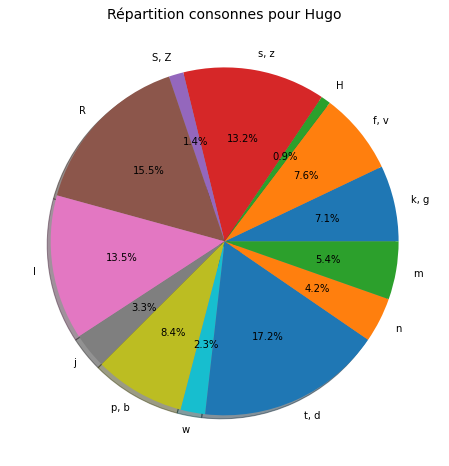 Répartition consonnes pour Hugo
k, g
7.1%
f, v
7.6%
H
0.9%
s, z
13.2%
S, Z
1.4%
R
15.5%
l
13.5%
j
3.3%
p, b
8.4%
w
2.3%
t, d
17.2%
n
4.2%
m
5.4%